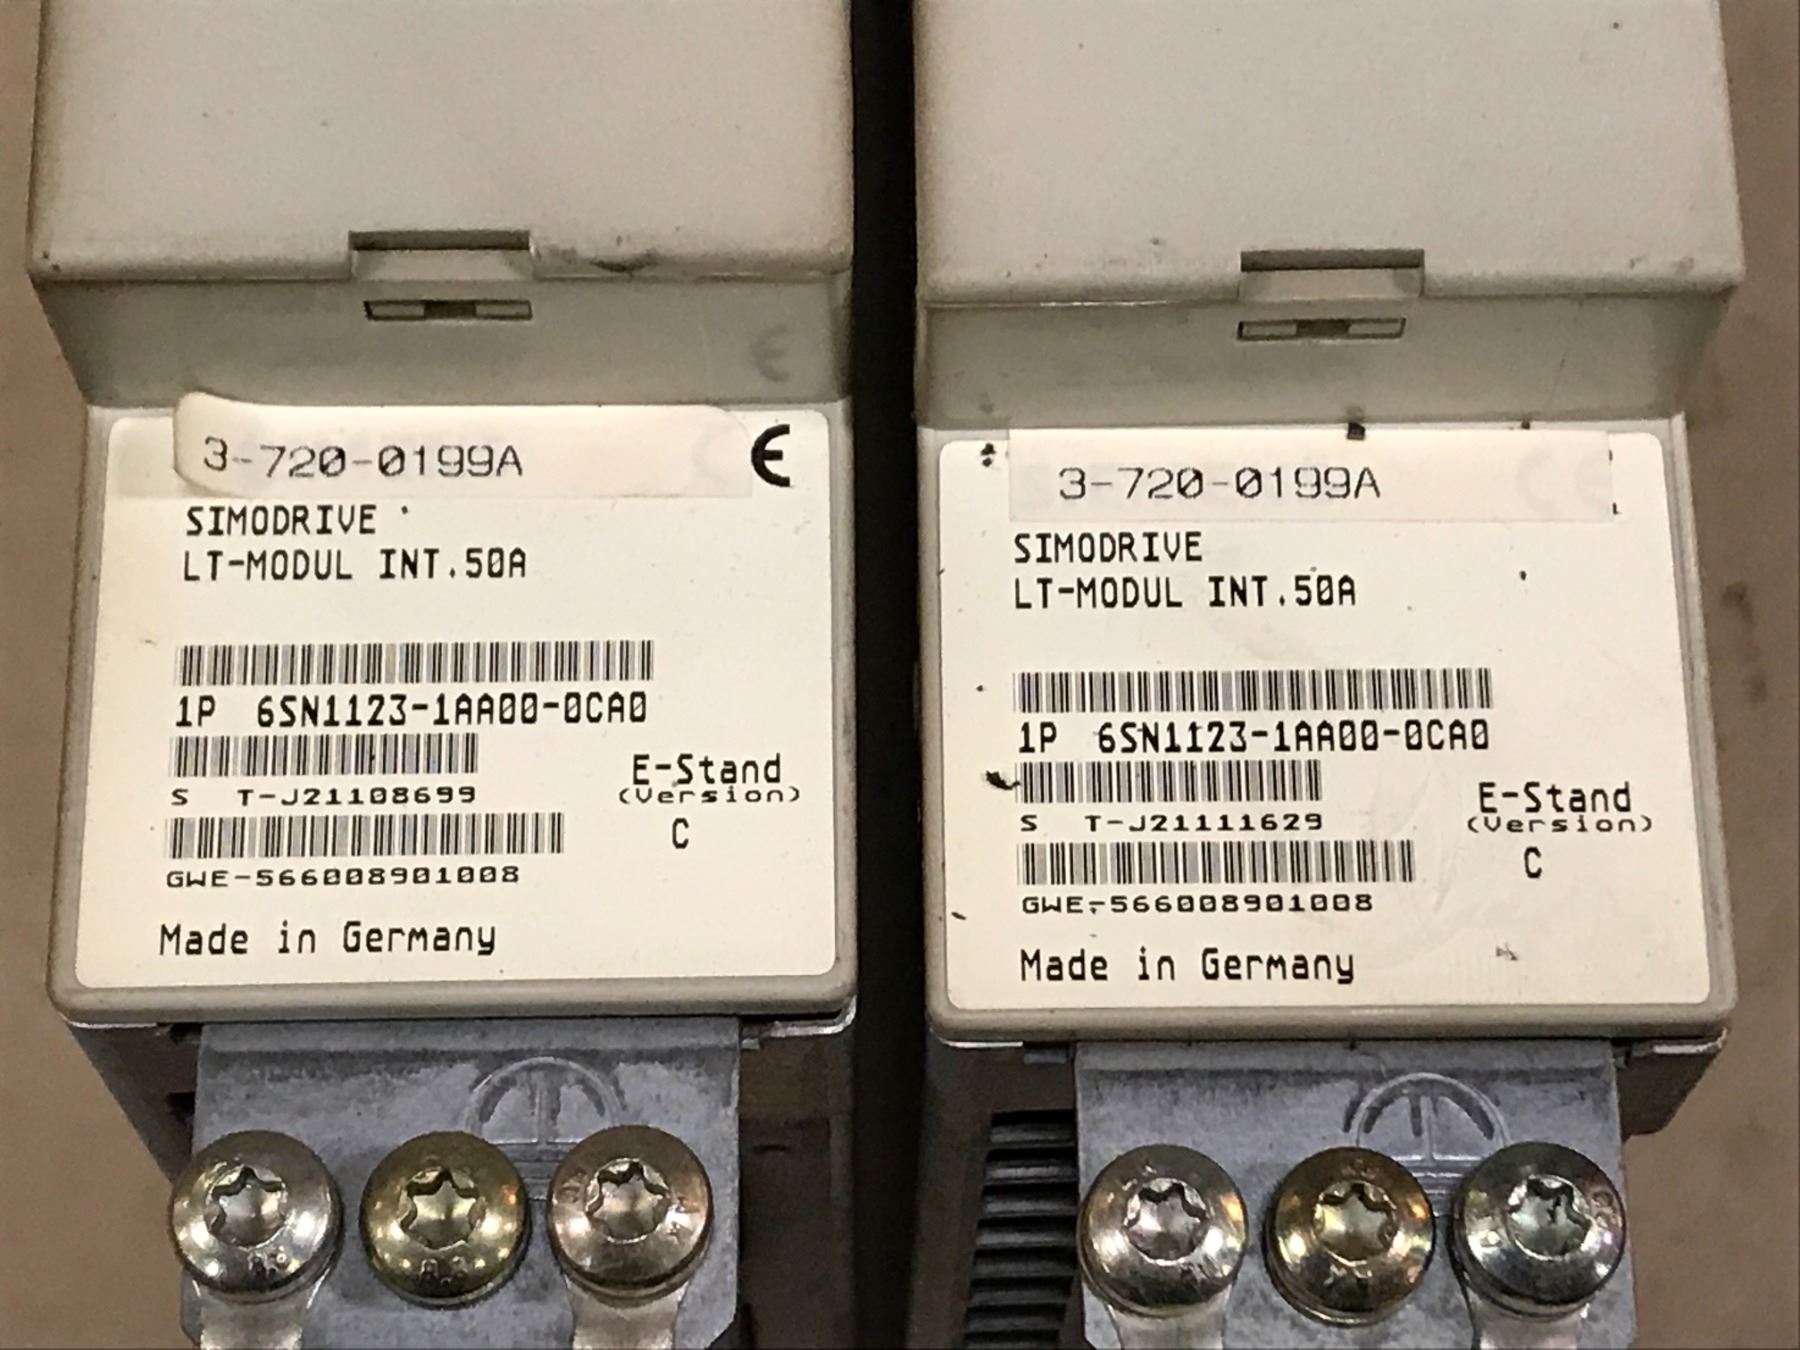 3-720-0199A
SIMODRIVE
LT-MODUL INT.50A
1P 6SN1123-1AA00-0CA0
S T-J21108699
E-Stand
(Version)
C
GWE-566008901008
Made in Germany
3-720-0199A
SIMODRIVE
LT-MODUL INT.50A
1P 6SN1123-1AA00-0CA0
S T-J21111629
E-Stand
(Version)
C
GWE-566008901008
Made in Germany